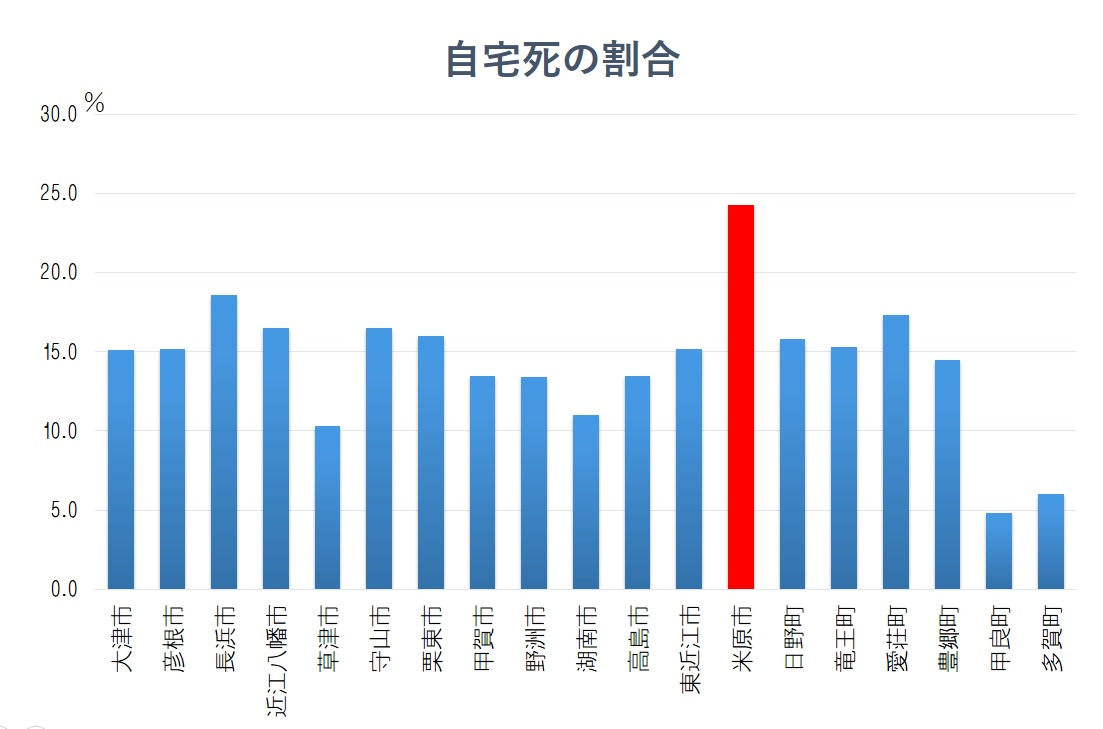 自宅死の割合
%
30.0
25.0
20.0
15.0
10.0
5.0
0.0
大津市
彦根市
長浜市
近江八幡市
草津市
守山市
栗東市
甲賀市
野洲市
湖南市
高島市
東近江市
米原市
日野町
竜王町
愛荘町
豊郷町
甲良町
多賀町